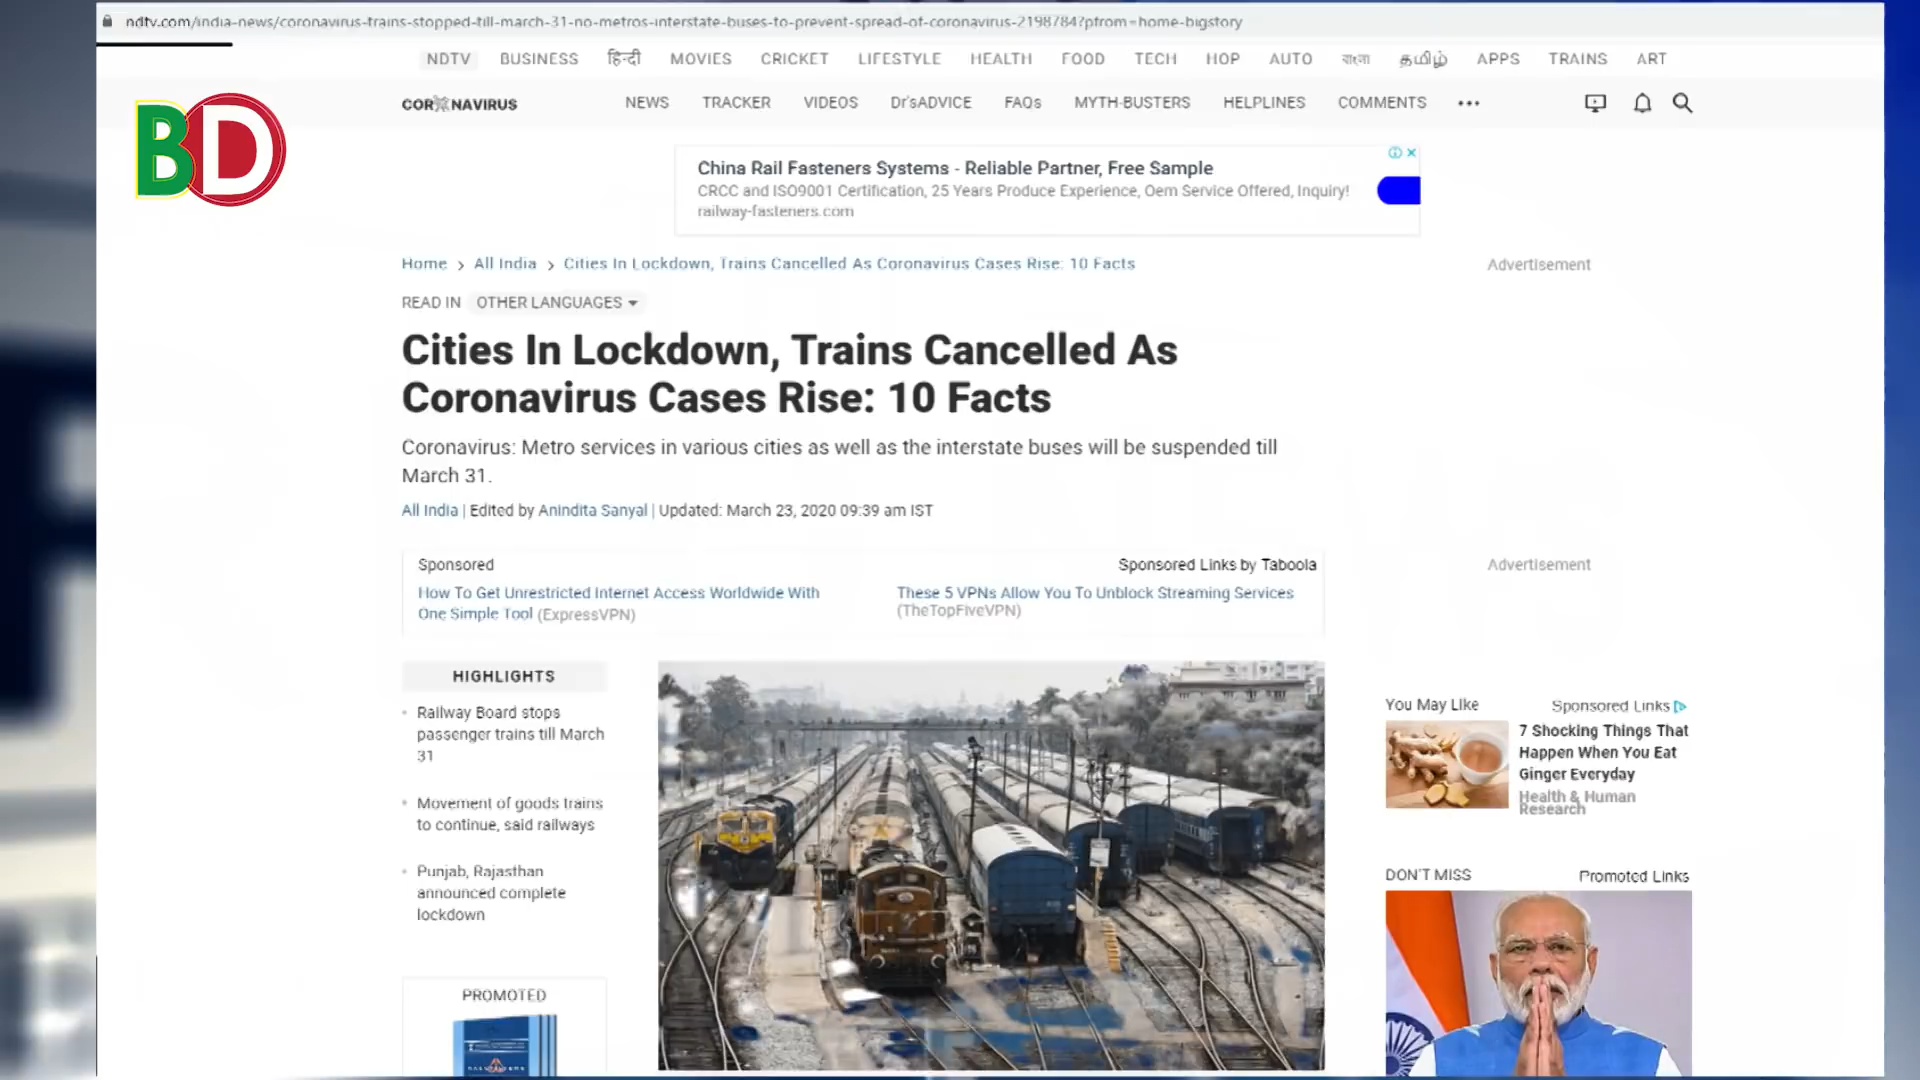 ndtv.com/india-news/coronavirus-trains-stopped-till-march-31-no-metros-interstate-buses-to-prevent-spread-of-coronavirus-2198784?pfrom=home-bigstory
NDTV BUSINESS हिन्दी MOVIES CRICKET LIFESTYLE HEALTH FOOD TECH HOP AUTO বাংলা தமிழ் APPS TRAINS ART
CORONAVIRUS NEWS TRACKER VIDEOS Dr'sADVICE FAQs MYTH-BUSTERS HELPLINES COMMENTS
BD
China Rail Fasteners Systems - Reliable Partner, Free Sample
CRCC and ISO9001 Certification, 25 Years Produce Experience, Oem Service Offered, Inquiry!
railway-fasteners.com
Home > All India > Cities In Lockdown, Trains Cancelled As Coronavirus Cases Rise: 10 Facts
Advertisement
READ IN OTHER LANGUAGES
Cities In Lockdown, Trains Cancelled As
Coronavirus Cases Rise: 10 Facts
Coronavirus: Metro services in various cities as well as the interstate buses will be suspended till
March 31.
All India | Edited by Anindita Sanyal | Updated: March 23, 2020 09:39 am IST
Sponsored
Sponsored Links by Taboola
How To Get Unrestricted Internet Access Worldwide With
One Simple Tool (ExpressVPN)
These 5 VPNs Allow You To Unblock Streaming Services
(TheTopFiveVPN)
Advertisement
HIGHLIGHTS
Railway Board stops
passenger trains till March
31
Movement of goods trains
to continue, said railways
Punjab, Rajasthan
announced complete
lockdown
PROMOTED
You May Like
Sponsored Links
7 Shocking Things That
Happen When You Eat
Ginger Everyday
Health & Human
Research
DON'T MISS
Promoted Links